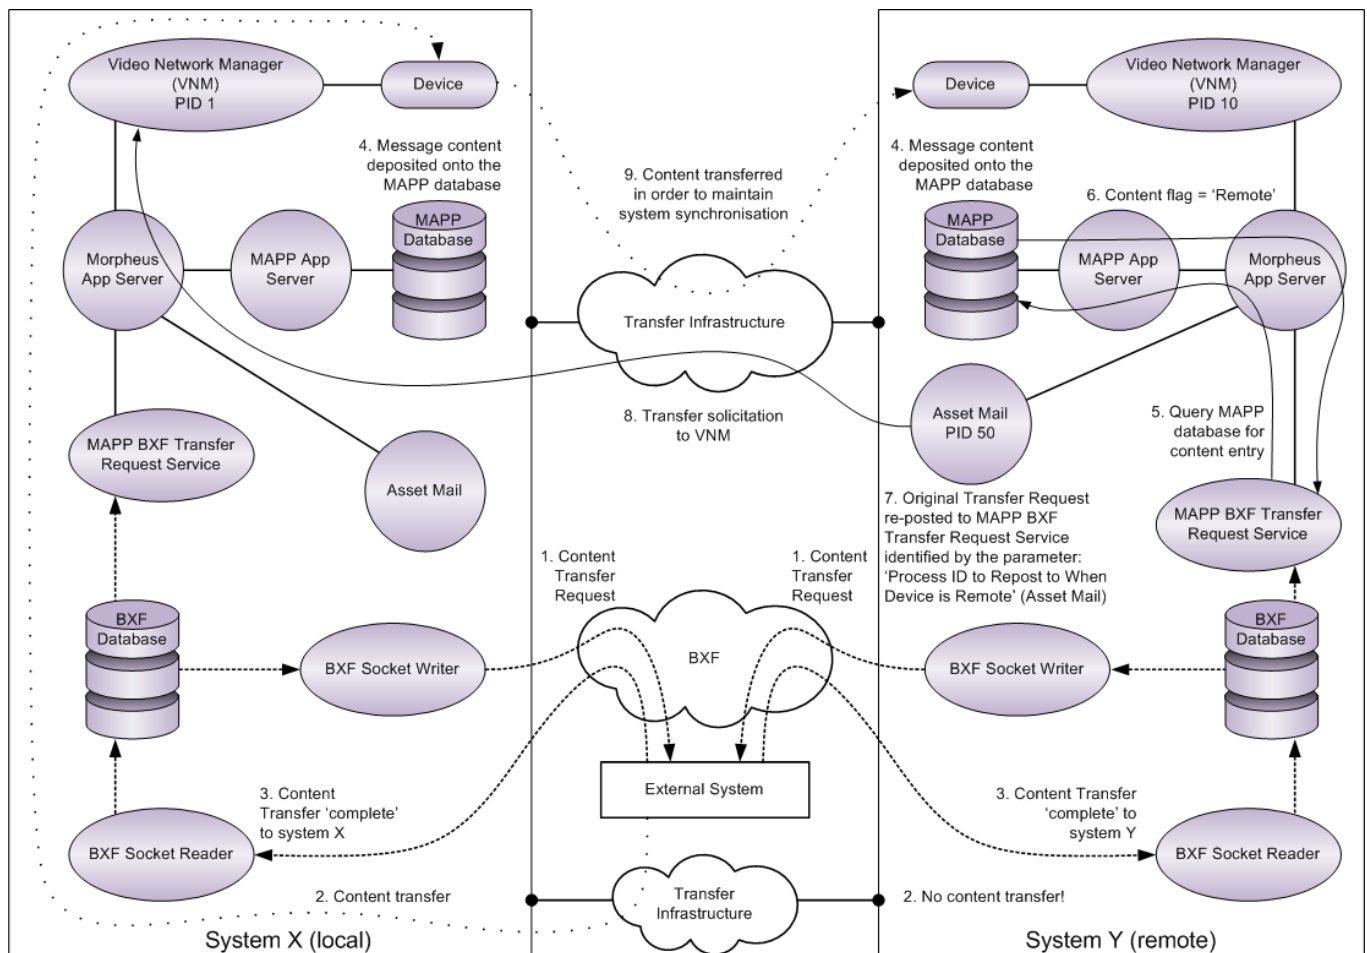 Video Network Manager
(VNM)
PID 1
Device
4. Message content
deposited onto the
MAPP database
MAPP
Database
Morpheus
App Server
MAPP App
Server
MAPP BXF Transfer
Request Service
Asset Mail
BXF
Database
BXF Socket Writer
3. Content
Transfer ‘complete’
to system X
BXF Socket Reader
2. Content transfer
System X (local)
9. Content transferred
in order to maintain
system synchronisation
Transfer Infrastructure
8. Transfer solicitation
to VNM
1. Content
Transfer
Request
1. Content
Transfer
Request
BXF
External System
Transfer
Infrastructure
Device
Video Network Manager
(VNM)
PID 10
4. Message content
deposited onto the
MAPP database
6. Content flag = ‘Remote’
MAPP
Database
MAPP App
Server
Morpheus
App Server
Asset Mail
PID 50
5. Query MAPP
database for
content entry
7. Original Transfer Request
re-posted to MAPP BXF
Transfer Request Service
identified by the parameter:
‘Process ID to Repost to When
Device is Remote’ (Asset Mail)
MAPP BXF Transfer
Request Service
BXF
Database
BXF Socket Writer
3. Content Transfer
‘complete’ to
system Y
BXF Socket Reader
2. No content transfer!
System Y (remote)